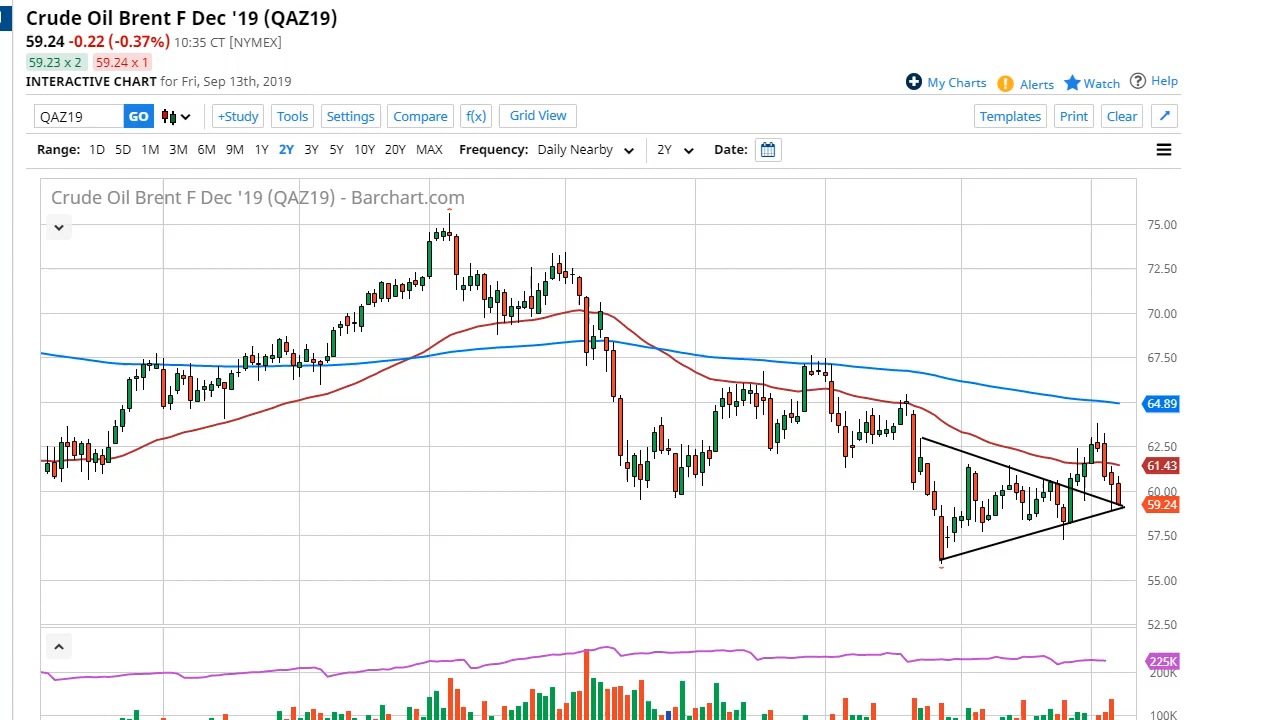 Crude Oil Brent F Dec '19 (QAZ19)
59.24 -0.22 (-0.37%) 10:35 CT [NYMEX]
59.23 x 2 59.24 x 1
INTERACTIVE CHART for Fri, Sep 13th, 2019
My Charts Alerts Watch Help
QAZ19 GO +Study Tools Settings Compare f(x) Grid View Templates Print Clear
Range: 1D 5D 1M 3M 6M 9M 1Y 2Y 3Y 5Y 10Y 20Y MAX Frequency: Daily Nearby 2Y Date:
Crude Oil Brent F Dec '19 (QAZ19) - Barchart.com
75.00
72.50
70.00
67.50
64.89
62.50
61.43
60.00
59.24
57.50
55.00
52.50
225K
200K
100K